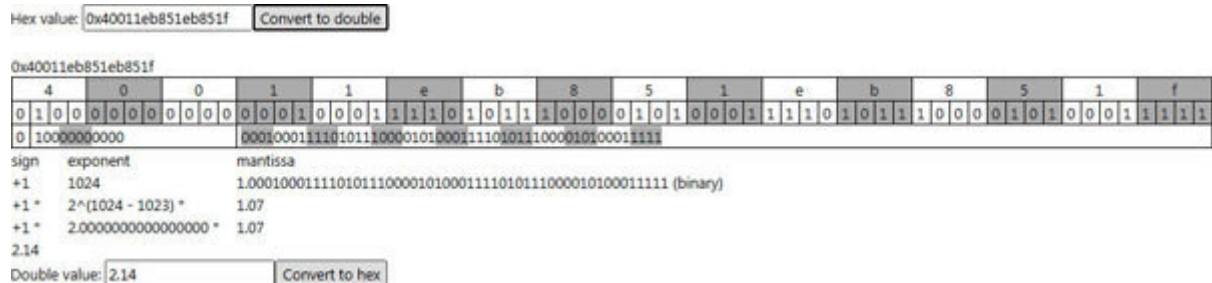 Hex value: 0x40011eb851eb851f Convert to double
0x40011eb851eb851f
4 0 0 1 1 e b 8 5 1 e b 8 5 1 f
0 1 0 0 0 0 0 0 0 0 0 0 0 0 0 1 0 0 0 1 1 1 1 0 1 0 1 1 1 0 0 0 0 1 0 1 0 0 0 1 1 1 1 0 1 0 1 1 1 0 0 0 0 1 0 1 0 0 0 1 1 1 1 1
0 10000000000 0001000111101011100001010001111010111000010100011111
sign exponent mantissa
+1 1024 1.0001000111101011100001010001111010111000010100011111 (binary)
+1 * 2^(1024 - 1023) * 1.07
+1 * 2.0000000000000000 * 1.07
2.14
Double value: 2.14 Convert to hex